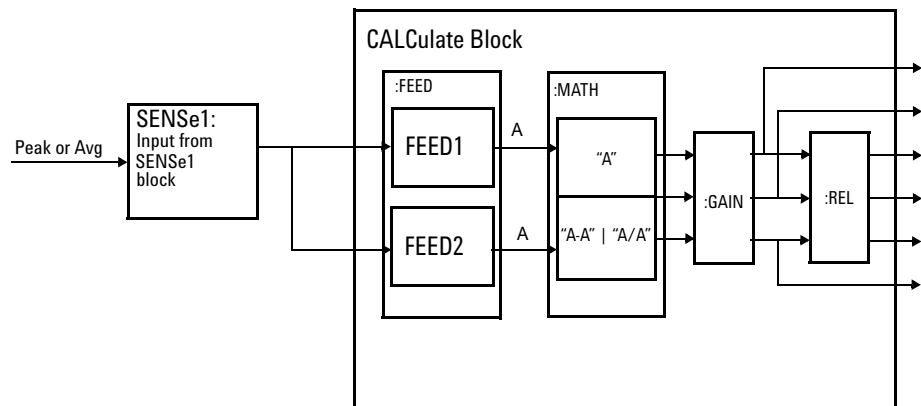 CALCulate Block
:FEED
:MATH
SENSe1:
Input from
SENSe1
block
Peak or Avg
FEED1
A
“A”
:GAIN
:REL
FEED2
A
“A-A” | “A/A”